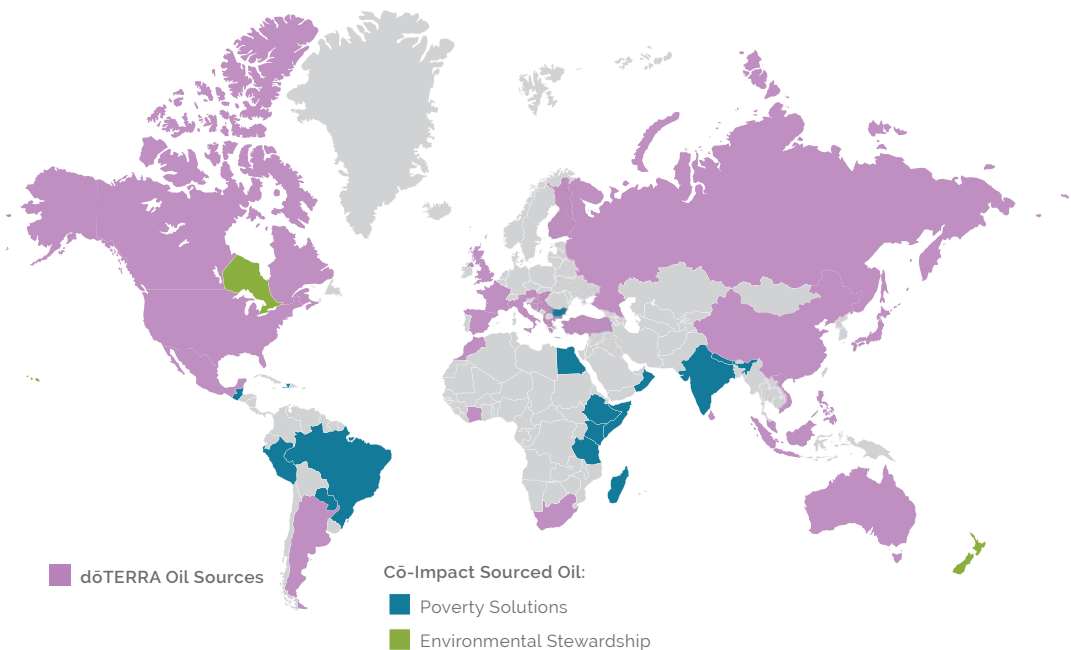 dōTERRA Oil Sources
Cō-Impact Sourced Oil:
Poverty Solutions
Environmental Stewardship